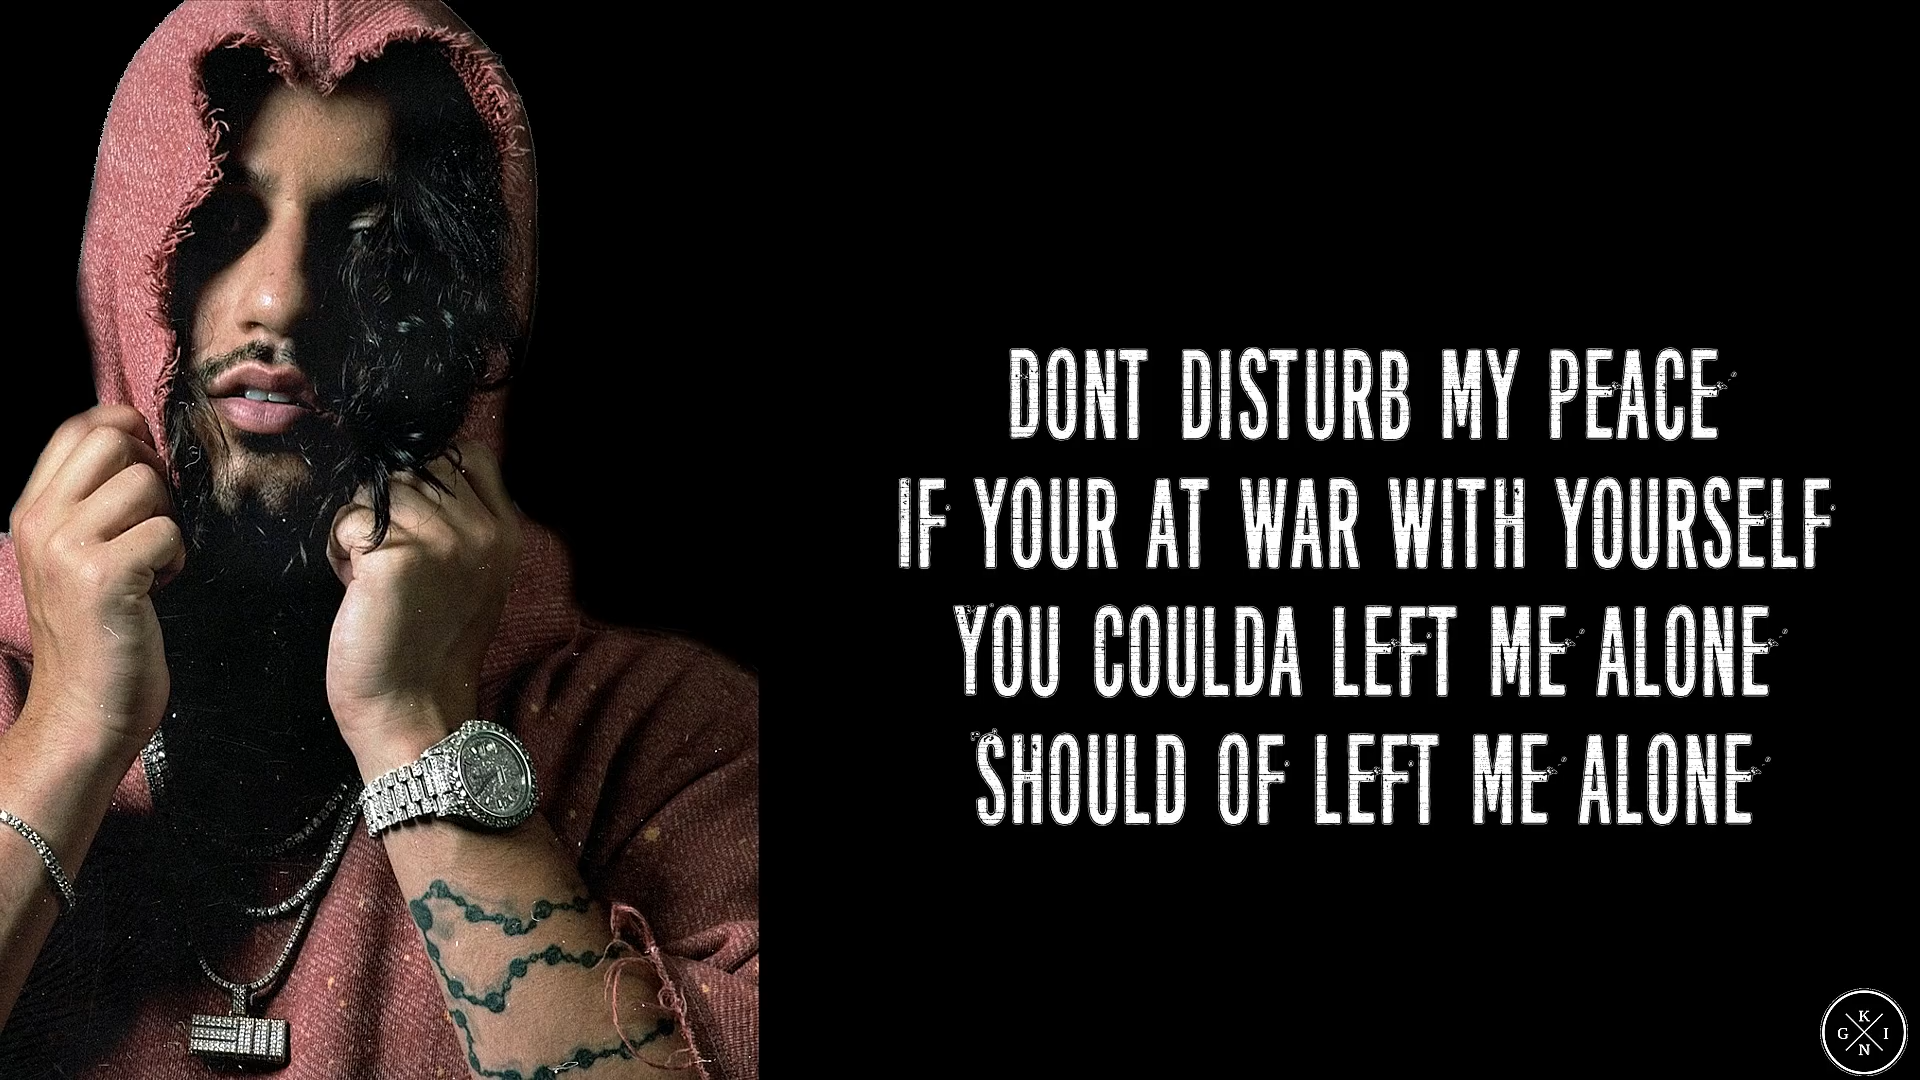 DONT DISTURB MY PEACE
IF YOUR AT WAR WITH YOURSELF
YOU COULDA LEFT ME ALONE
SHOULD OF LEFT ME ALONE
K
G I
N